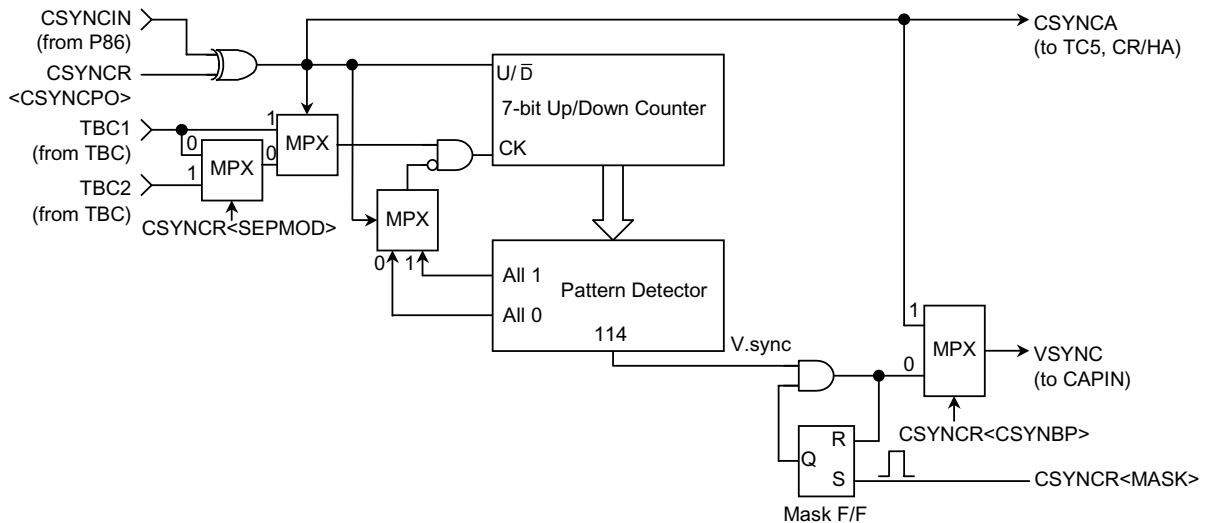 CSYNCIN
(from P86)
CSYNCR
<CSYNCPO>
CSYNCA
(to TC5, CR/HA)
U/D̅
7-bit Up/Down Counter
CK
TBC1
(from TBC)
TBC2
(from TBC)
0
1
MPX
1
0
MPX
CSYNCR<SEPMOD>
MPX
0 1
All 1
All 0
Pattern Detector
114
V.sync
1
0
MPX
VSYNC
(to CAPIN)
CSYNCR<CSYNBP>
R
Q
S
CSYNCR<MASK>
Mask F/F